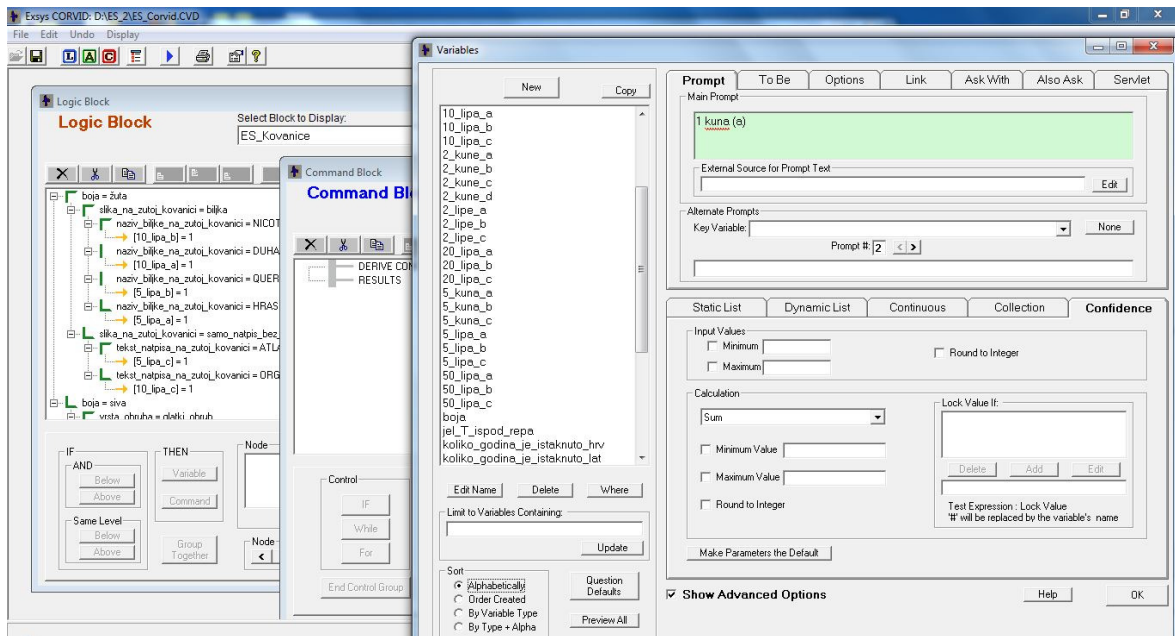 Exsys CORVID: D:\ES_2\ES_Corvid.CVD
File Edit Undo Display
L A C
Logic Block
Logic Block
Select Block to Display:
ES_Kovanice
boja = žuta
slika_na_zutoj_kovanici = biljka
naziv_biljke_na_zutoj_kovanici = NICOT
[10_lipa_b] = 1
naziv_biljke_na_zutoj_kovanici = DUHA
[10_lipa_a] = 1
naziv_biljke_na_zutoj_kovanici = QUER
[5_lipa_b] = 1
naziv_biljke_na_zutoj_kovanici = HRAS
[5_lipa_a] = 1
slika_na_zutoj_kovanici = samo_natpis_bez_
tekst_natpisa_na_zutoj_kovanici = ATLA
[5_lipa_c] = 1
tekst_natpisa_na_zutoj_kovanici = ORG
[10_lipa_c] = 1
boja = siva
vrsta_obruba = glatki_obrub
IF
AND
Below
Above
Same Level
Below
Above
THEN
Variable
Command
Group Together
Node
Node
<
Command Block
Command Bl
DERIVE CON
RESULTS
Control
IF
While
For
End Control Group
Variables
New
Copy
10_lipa_a
10_lipa_b
10_lipa_c
2_kune_a
2_kune_b
2_kune_c
2_kune_d
2_lipe_a
2_lipe_b
2_lipe_c
20_lipa_a
20_lipa_b
20_lipa_c
5_kuna_a
5_kuna_b
5_kuna_c
5_lipa_a
5_lipa_b
5_lipa_c
50_lipa_a
50_lipa_b
50_lipa_c
boja
jel_T_ispod_repa
koliko_godina_je_istaknuto_hrv
koliko_godina_je_istaknuto_lat
Edit Name Delete Where
Limit to Variables Containing:
Update
Sort
Alphabetically
Order Created
By Variable Type
By Type + Alpha
Question Defaults
Preview All
Prompt To Be Options Link Ask With Also Ask Servlet
Main Prompt
1 kuna (a)
External Source for Prompt Text
Edit
Alternate Prompts
Key Variable:
None
Prompt #: 2 < >
Static List Dynamic List Continuous Collection Confidence
Input Values
Minimum
Maximum
Round to Integer
Calculation
Sum
Minimum Value
Maximum Value
Round to Integer
Lock Value If:
Delete Add Edit
Test Expression : Lock Value
'#' will be replaced by the variable's name
Make Parameters the Default
Show Advanced Options
Help
OK